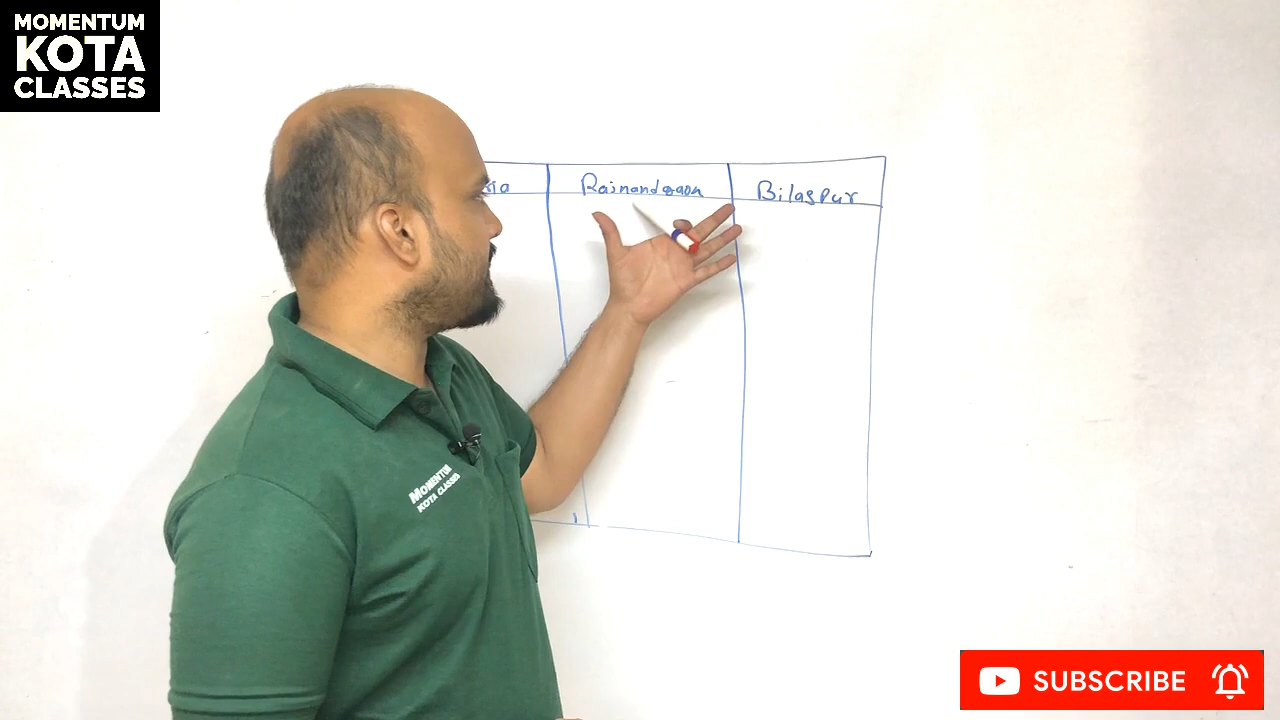 MOMENTUM
KOTA
CLASSES
Rajnandgaon
Bilaspur
MOMENTUM
KOTA CLASSES
SUBSCRIBE